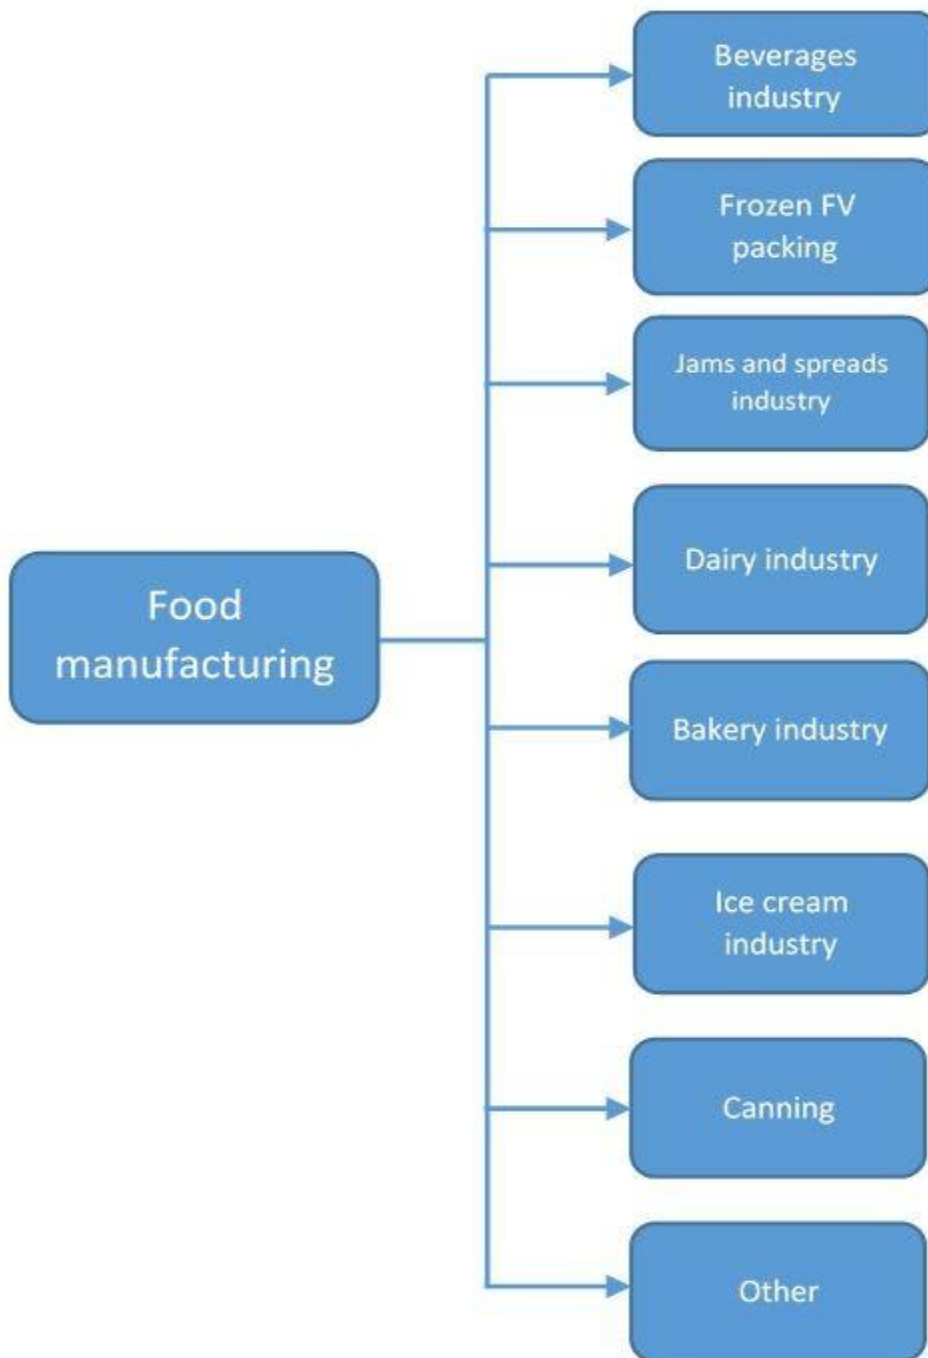 Beverages
industry
Frozen FV
packing
Jams and spreads
industry
Dairy industry
Food
manufacturing
Bakery industry
Ice cream
industry
Canning
Other